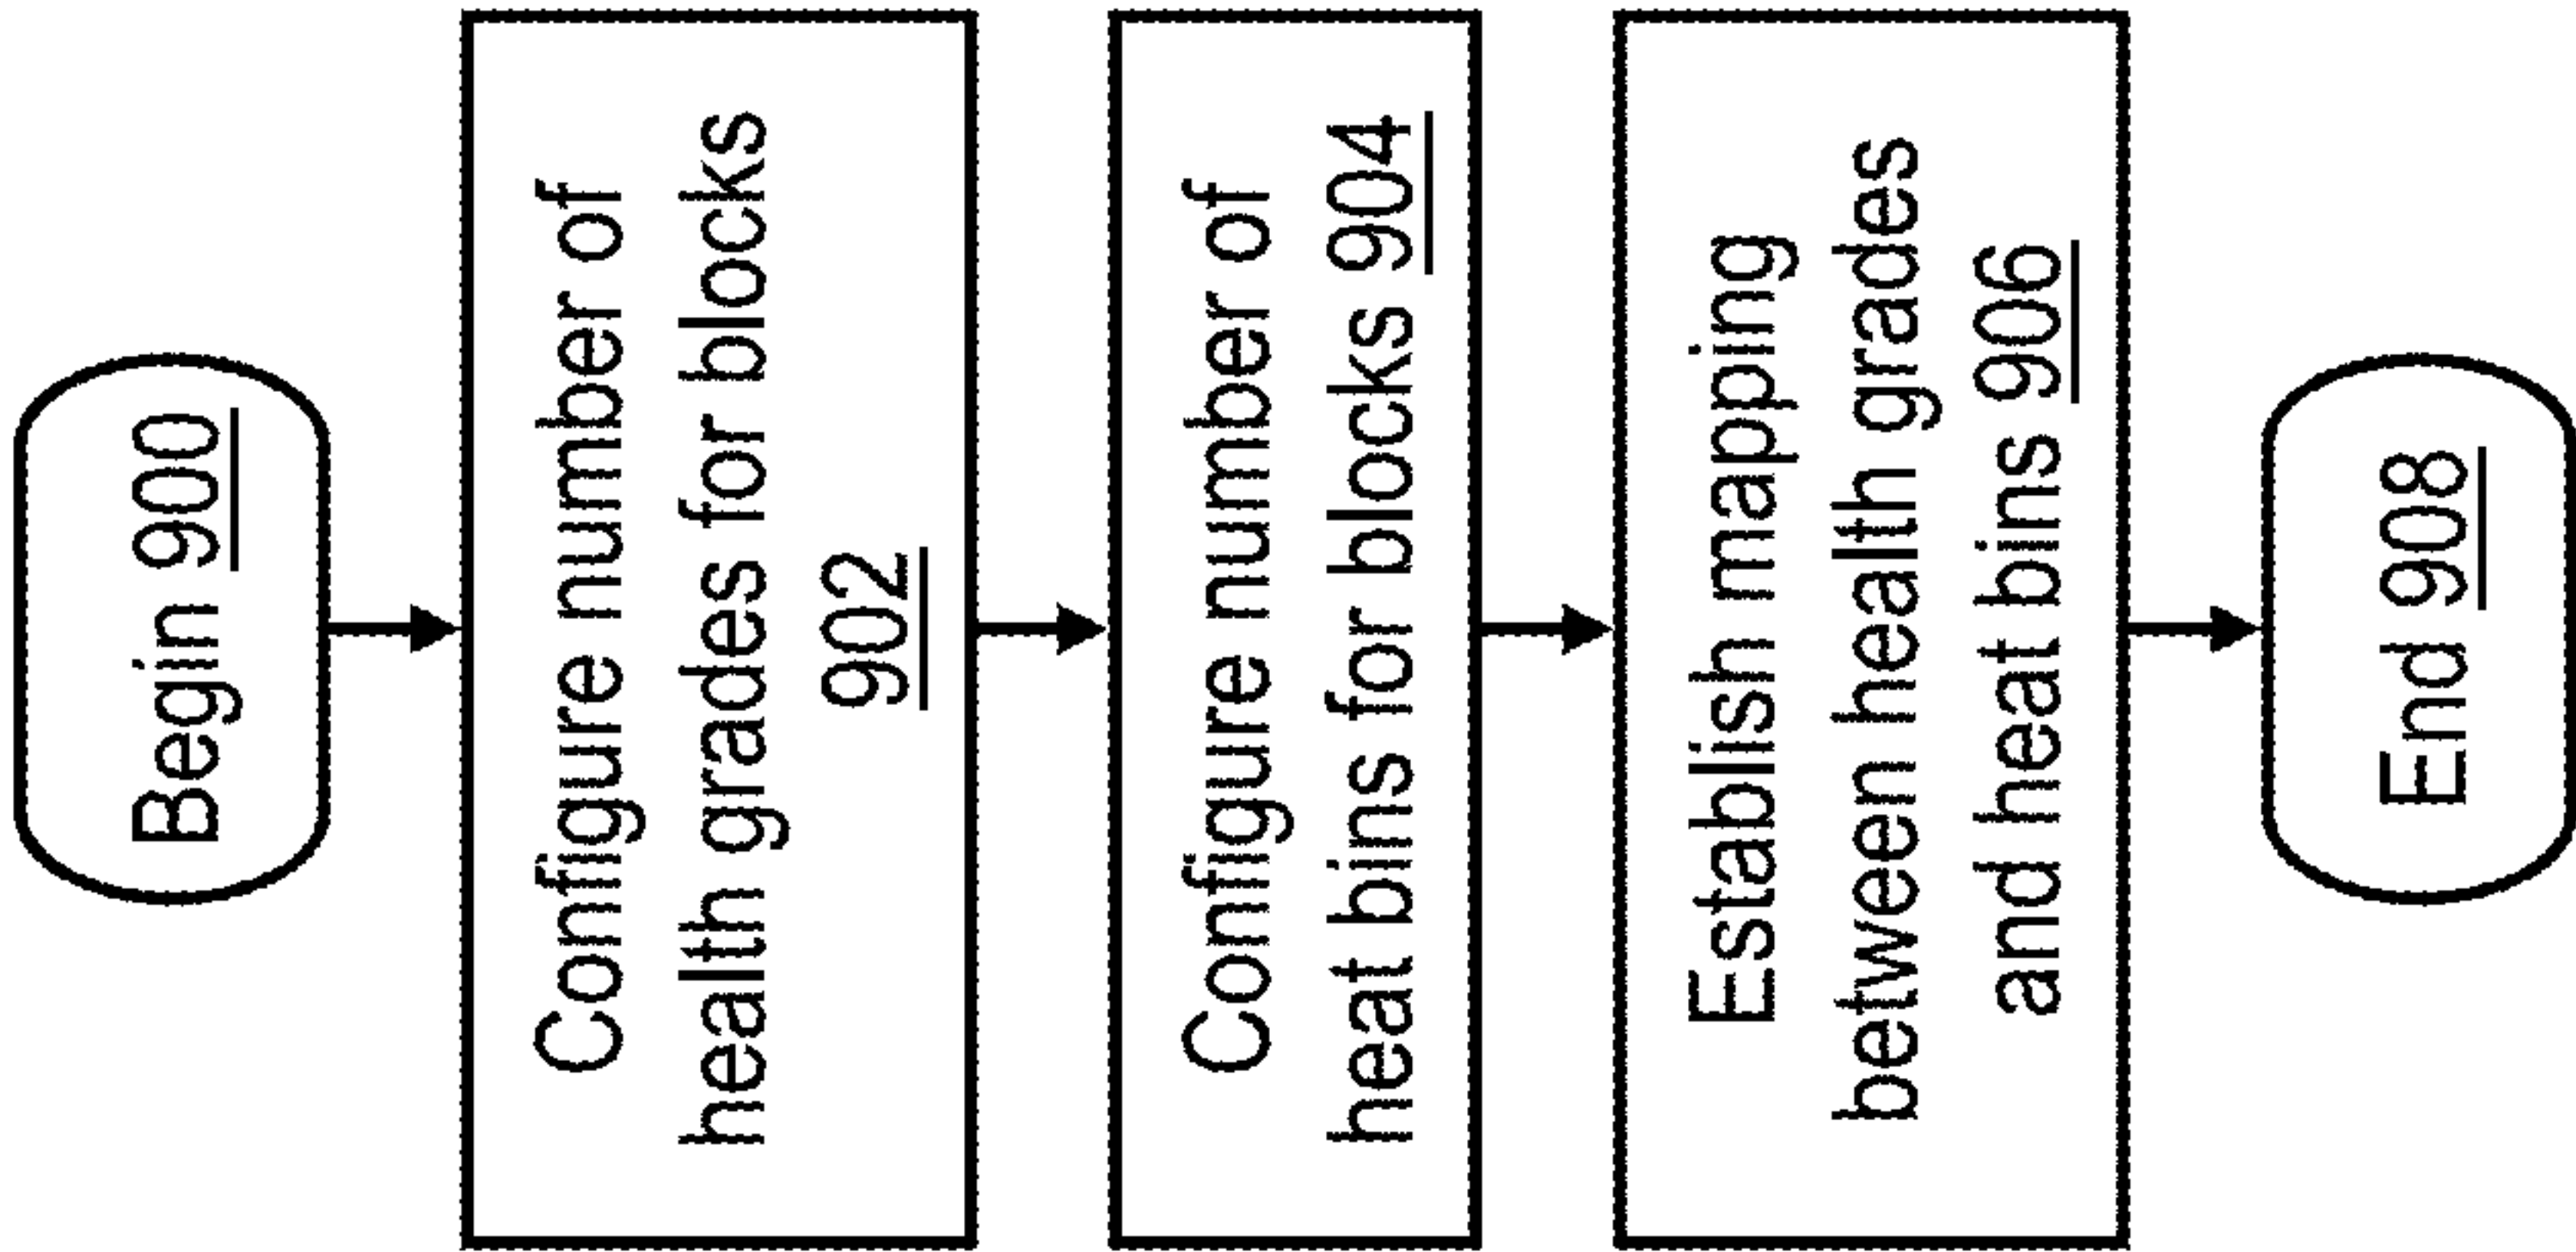 Begin 900
Configure number of
health grades for blocks
902
Configure number of
heat bins for blocks 904
Establish mapping
between health grades
and heat bins 906
End 908